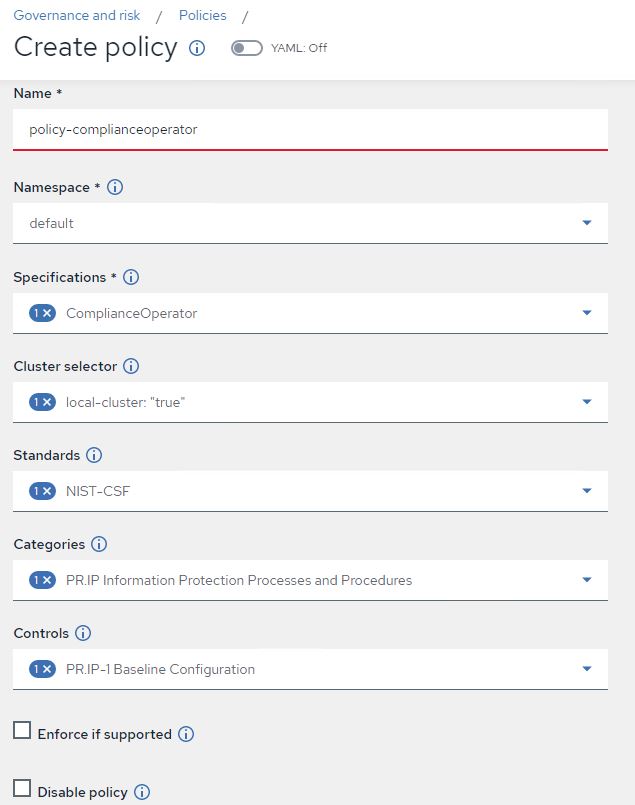 Governance and risk / Policies /
Create policy YAML: Off
Name *
policy-complianceoperator
Namespace *
default
Specifications *
1 ComplianceOperator
Cluster selector
1 local-cluster: "true"
Standards
1 NIST-CSF
Categories
1 PR.IP Information Protection Processes and Procedures
Controls
1 PR.IP-1 Baseline Configuration
Enforce if supported
Disable policy